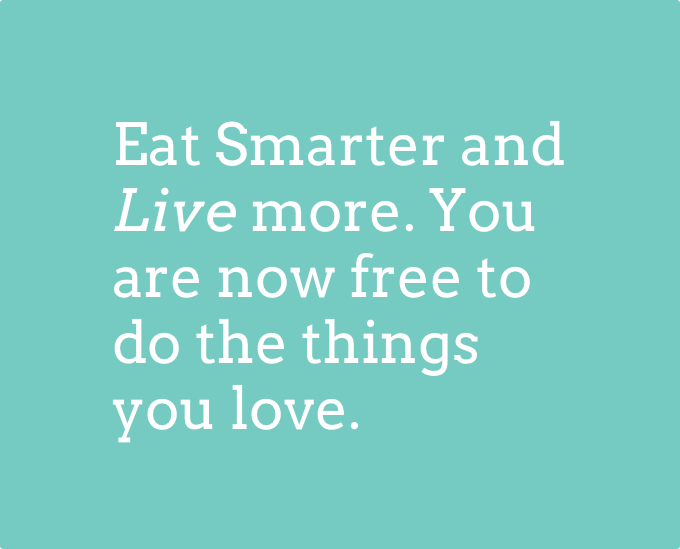 Eat Smarter and
Live more. You
are now free to
do the things
you love.